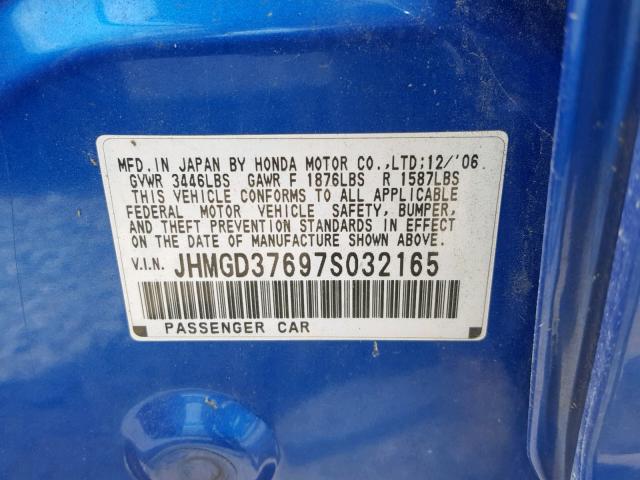 MFD. IN JAPAN BY HONDA MOTOR CO.,LTD; 12/'06
GVWR 3446LBS GAWR F 1876LBS R 1587LBS
THIS VEHICLE CONFORMS TO ALL APPLICABLE
FEDERAL MOTOR VEHICLE SAFETY, BUMPER,
AND THEFT PREVENTION STANDARDS IN EFFECT
ON THE DATE OF MANUFACTURE SHOWN ABOVE.
V.I.N. JHMGD37697S032165
PASSENGER CAR